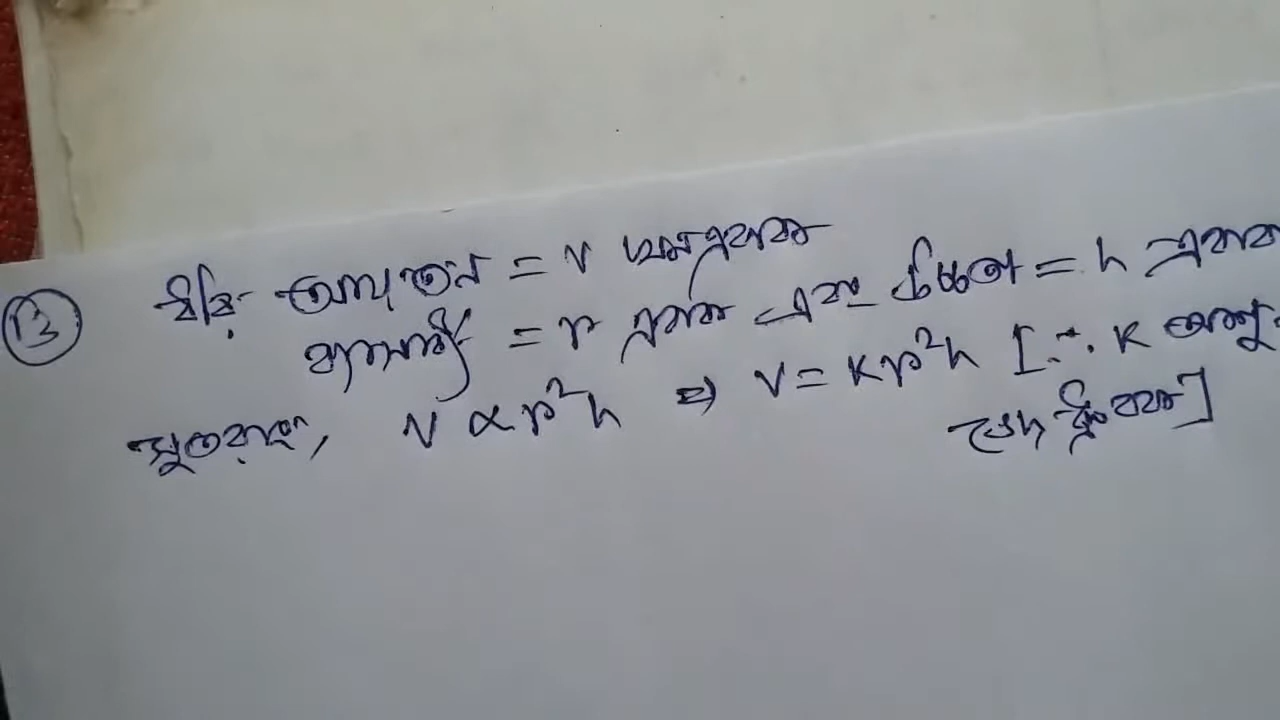 13 ধরি আয়তন = v ঘনএকক
ব্যাসার্ধ = r একক এবং উচ্চতা = h একক
সুতরাং, v ∝ r²h ⇒ v = Kr²h [∴ K অশূ-
ন্য ভেদ ধ্রুবক]